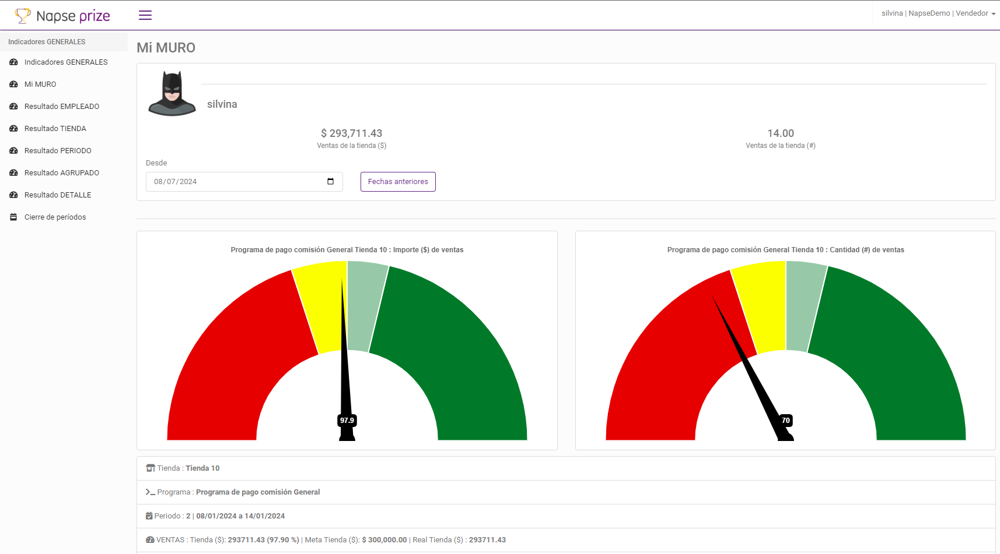 Napse prize
silvina | NapseDemo | Vendedor
Indicadores GENERALES
Indicadores GENERALES
Mi MURO
Resultado EMPLEADO
Resultado TIENDA
Resultado PERIODO
Resultado AGRUPADO
Resultado DETALLE
Cierre de períodos
Mi MURO
silvina
$ 293,711.43
Ventas de la tienda ($)
14.00
Ventas de la tienda (#)
Desde
08/07/2024
Fechas anteriores
Programa de pago comisión General Tienda 10 : Importe ($) de ventas
97.9
Programa de pago comisión General Tienda 10 : Cantidad (#) de ventas
70
Tienda : Tienda 10
Programa : Programa de pago comisión General
Periodo : 2 | 08/01/2024 a 14/01/2024
VENTAS : Tienda ($): 293711.43 (97.90 %) | Meta Tienda ($): $ 300,000.00 | Real Tienda ($) : 293711.43